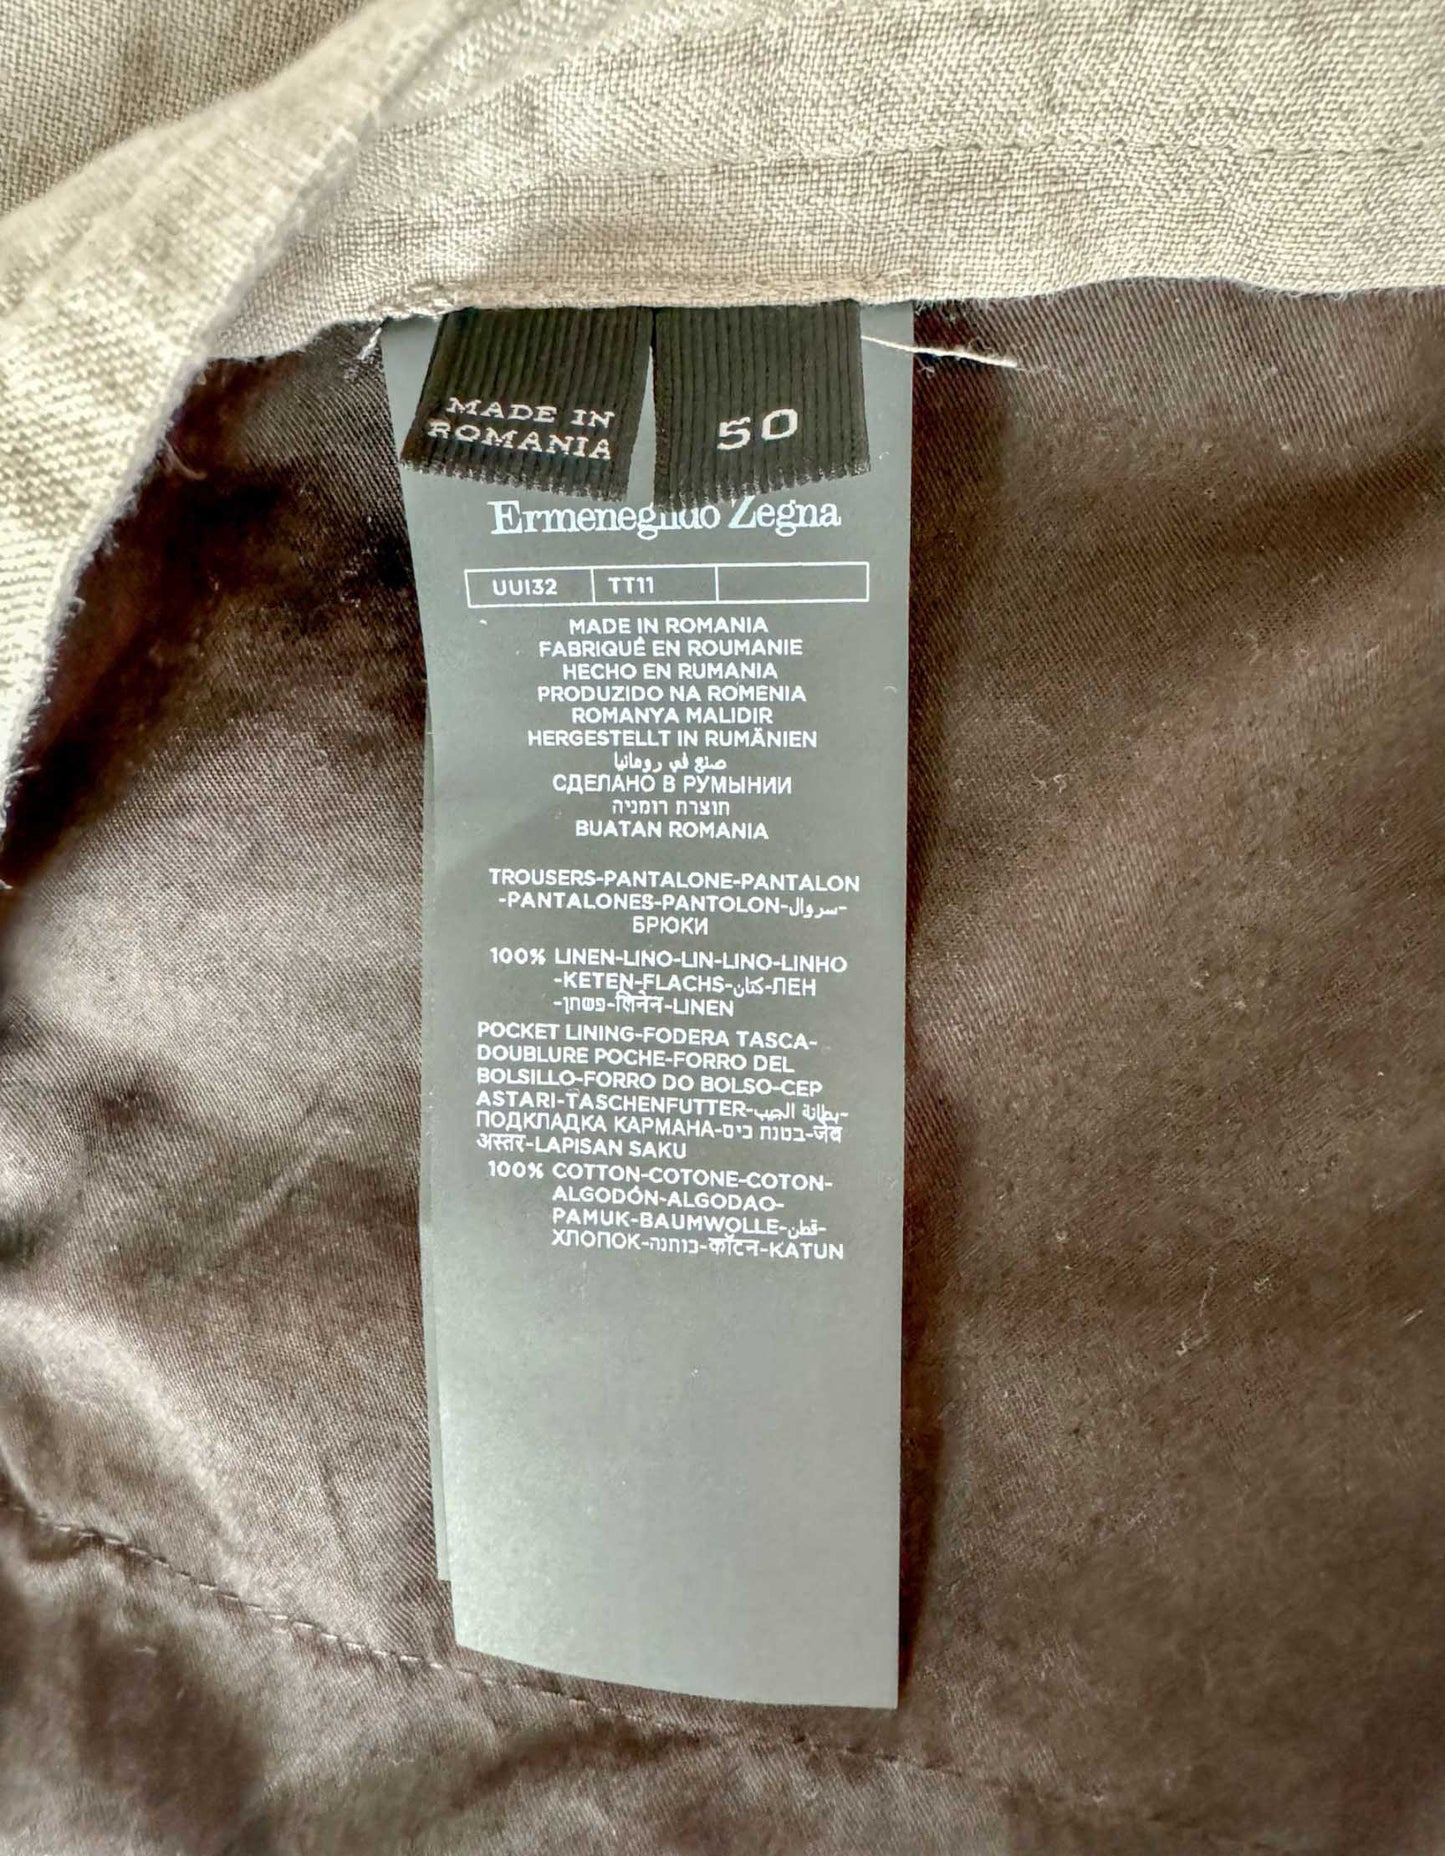 MADE IN
ROMANIA
50
Ermenegildo Zegna
UUI32 TT11
MADE IN ROMANIA
FABRIQUÉ EN ROUMANIE
HECHO EN RUMANIA
PRODUZIDO NA ROMENIA
ROMANYA MALIDIR
HERGESTELLT IN RUMÄNIEN
صنع في رومانيا
СДЕЛАНО В РУМЫНИИ
תוצרת רומניה
BUATAN ROMANIA
TROUSERS-PANTALONE-PANTALON
-PANTALONES-PANTOLON-سروال-
БРЮКИ
100% LINEN-LINO-LIN-LINO-LINHO
-KETEN-FLACHS-كتان-ЛЕН
-פשתן-लिनेन-LINEN
POCKET LINING-FODERA TASCA-
DOUBLURE POCHE-FORRO DEL
BOLSILLO-FORRO DO BOLSO-CEP
ASTARI-TASCHENFUTTER-بطانة الجيب-
ПОДКЛАДКА КАРМАНА-בטנת כיס-जेब
अस्तर-LAPISAN SAKU
100% COTTON-COTONE-COTON-
ALGODÓN-ALGODAO-
PAMUK-BAUMWOLLE-قطن-
ХЛОПОК-כותנה-कॉटन-KATUN